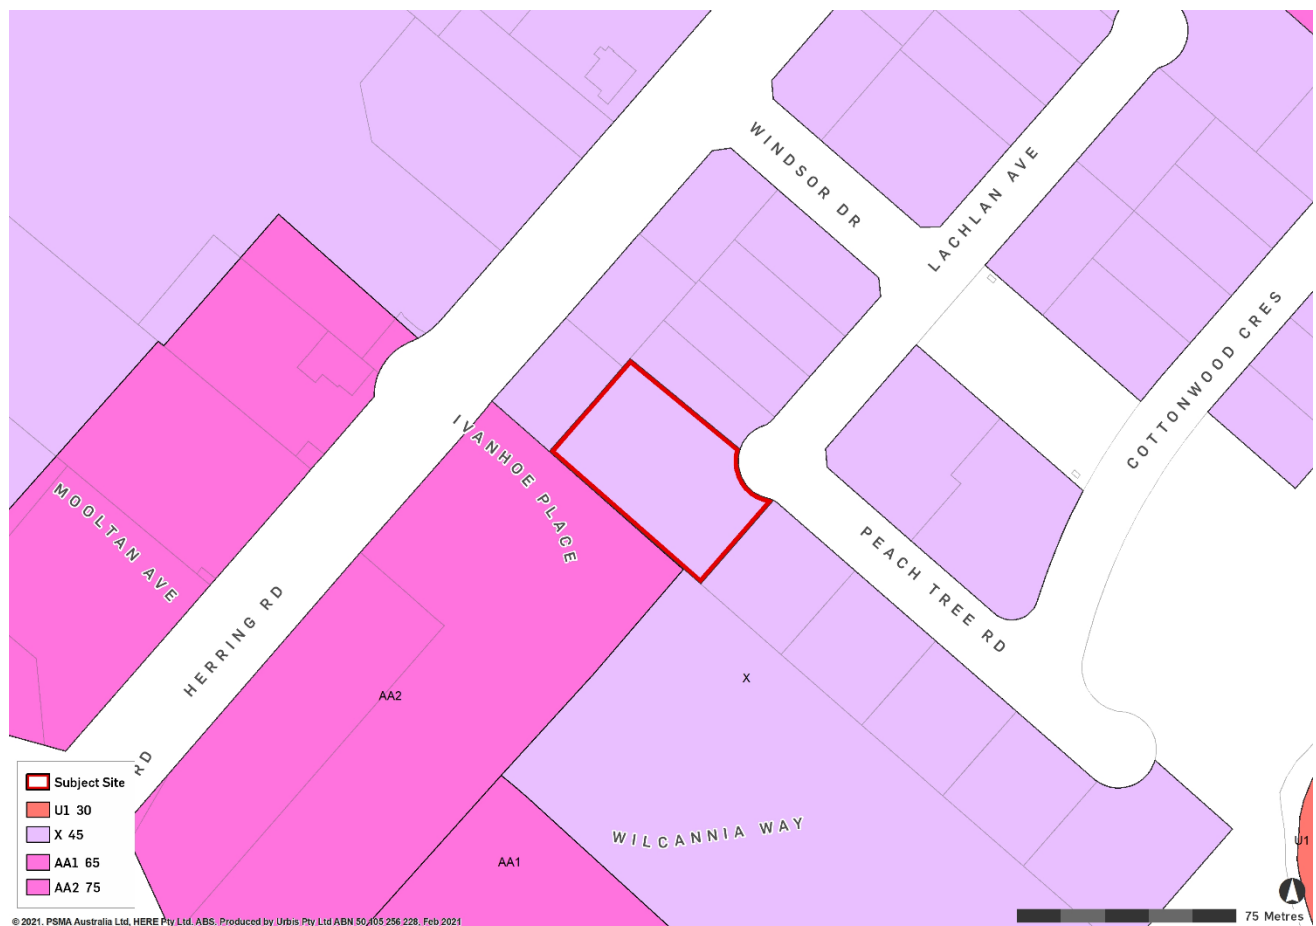 WINDSOR DR
LACHLAN AVE
COTTONWOOD CRES
IVANHOE PLACE
MOOLTAN AVE
PEACH TREE RD
HERRING RD
X
AA2
RD
WILCANNIA WAY
AA1
U1
Subject Site
U1 30
X 45
AA1 65
AA2 75
75 Metres
© 2021. PSMA Australia Ltd, HERE Pty Ltd. ABS. Produced by Urbis Pty Ltd ABN 50 105 256 228, Feb 2021